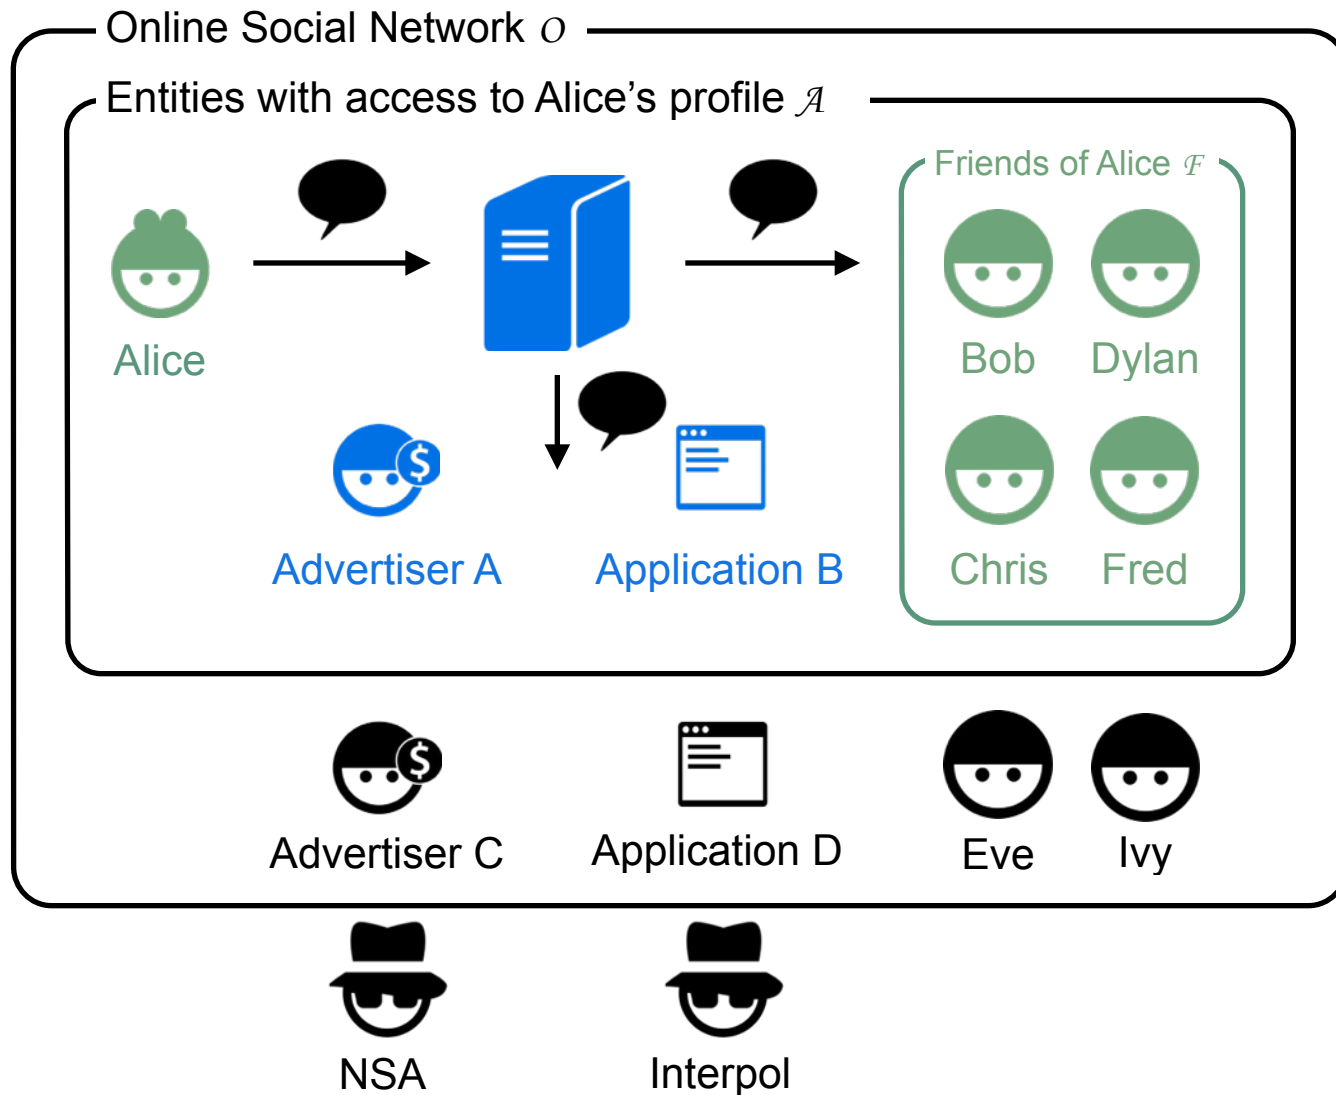 Online Social Network O
Entities with access to Alice's profile A
Friends of Alice F
Alice
Bob
Dylan
$
Advertiser A
Application B
Chris
Fred
$
Advertiser C
Application D
Eve
Ivy
NSA
Interpol